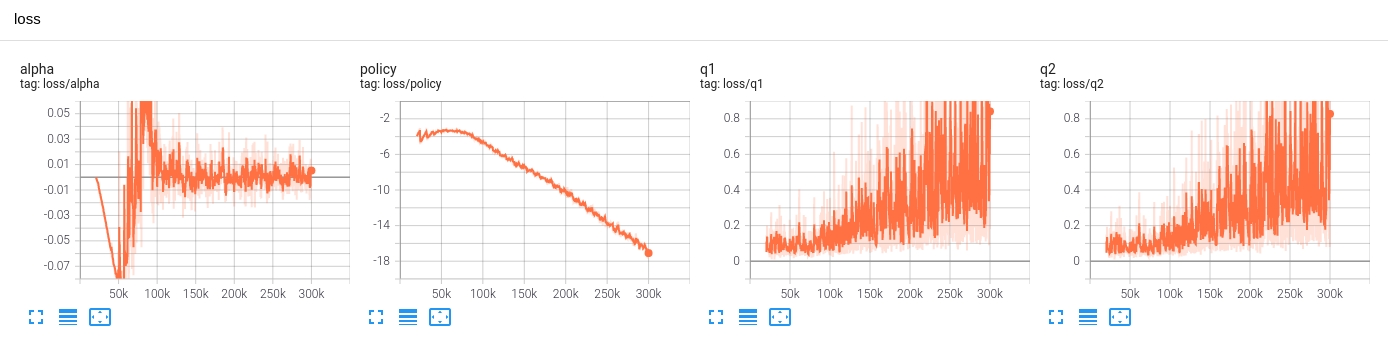 loss
alpha
tag: loss/alpha
0.05
0.03
0.01
-0.01
-0.03
-0.05
-0.07
50k 100k 150k 200k 250k 300k
policy
tag: loss/policy
-2
-6
-10
-14
-18
50k 100k 150k 200k 250k 300k
q1
tag: loss/q1
0.8
0.6
0.4
0.2
0
50k 100k 150k 200k 250k 300k
q2
tag: loss/q2
0.8
0.6
0.4
0.2
0
50k 100k 150k 200k 250k 300k